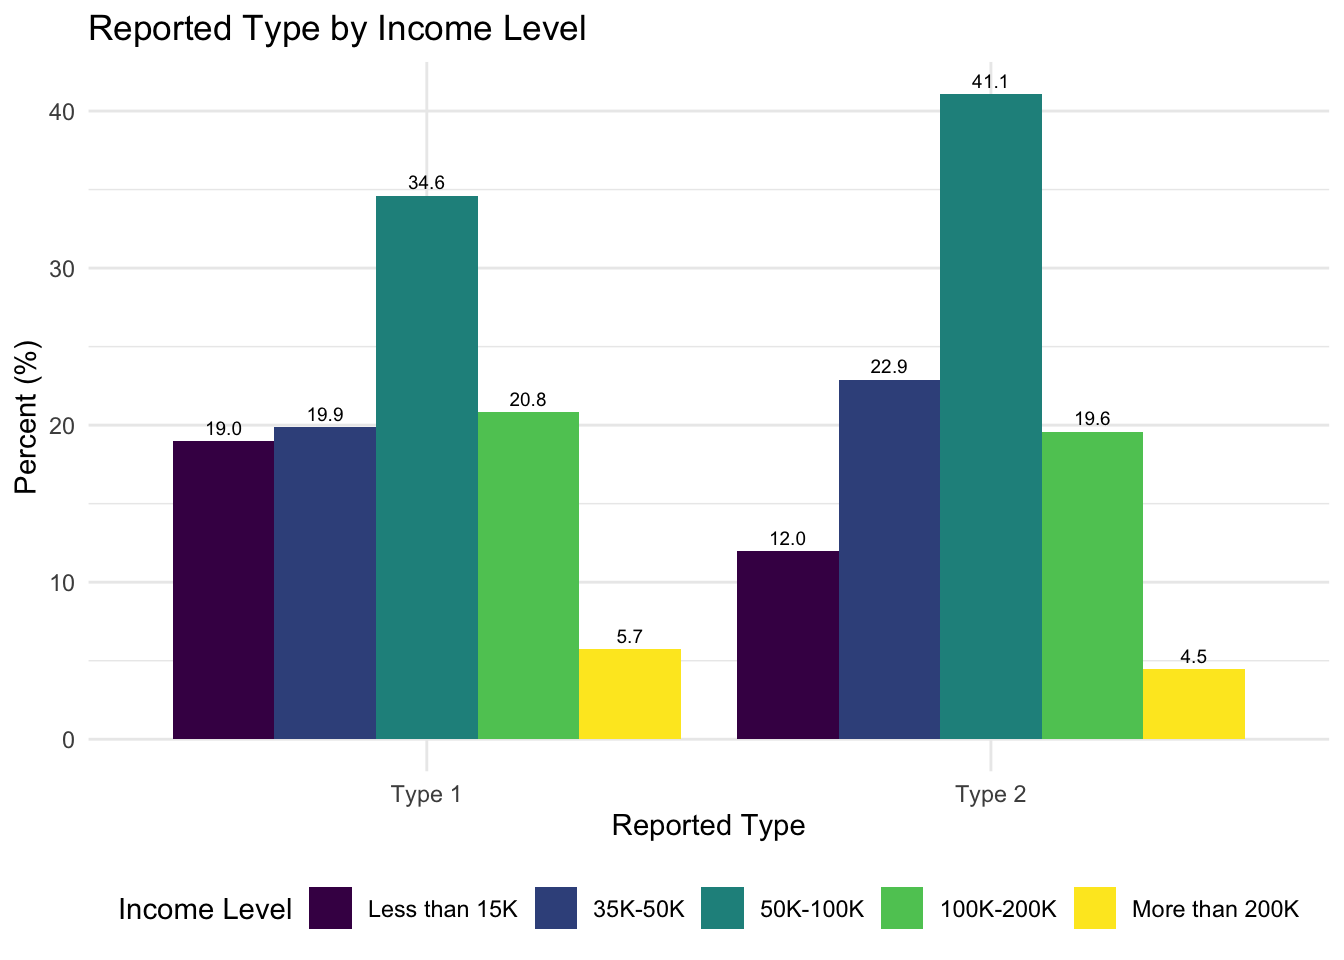 Reported Type by Income Level
41.1
40
34.6
30
22.9
20.8
19.9
19.6
19.0
20
Percent (%)
12.0
10
5.7
4.5
0
Type 1
Type 2
Reported Type
Income Level Less than 15K 35K-50K 50K-100K 100K-200K More than 200K